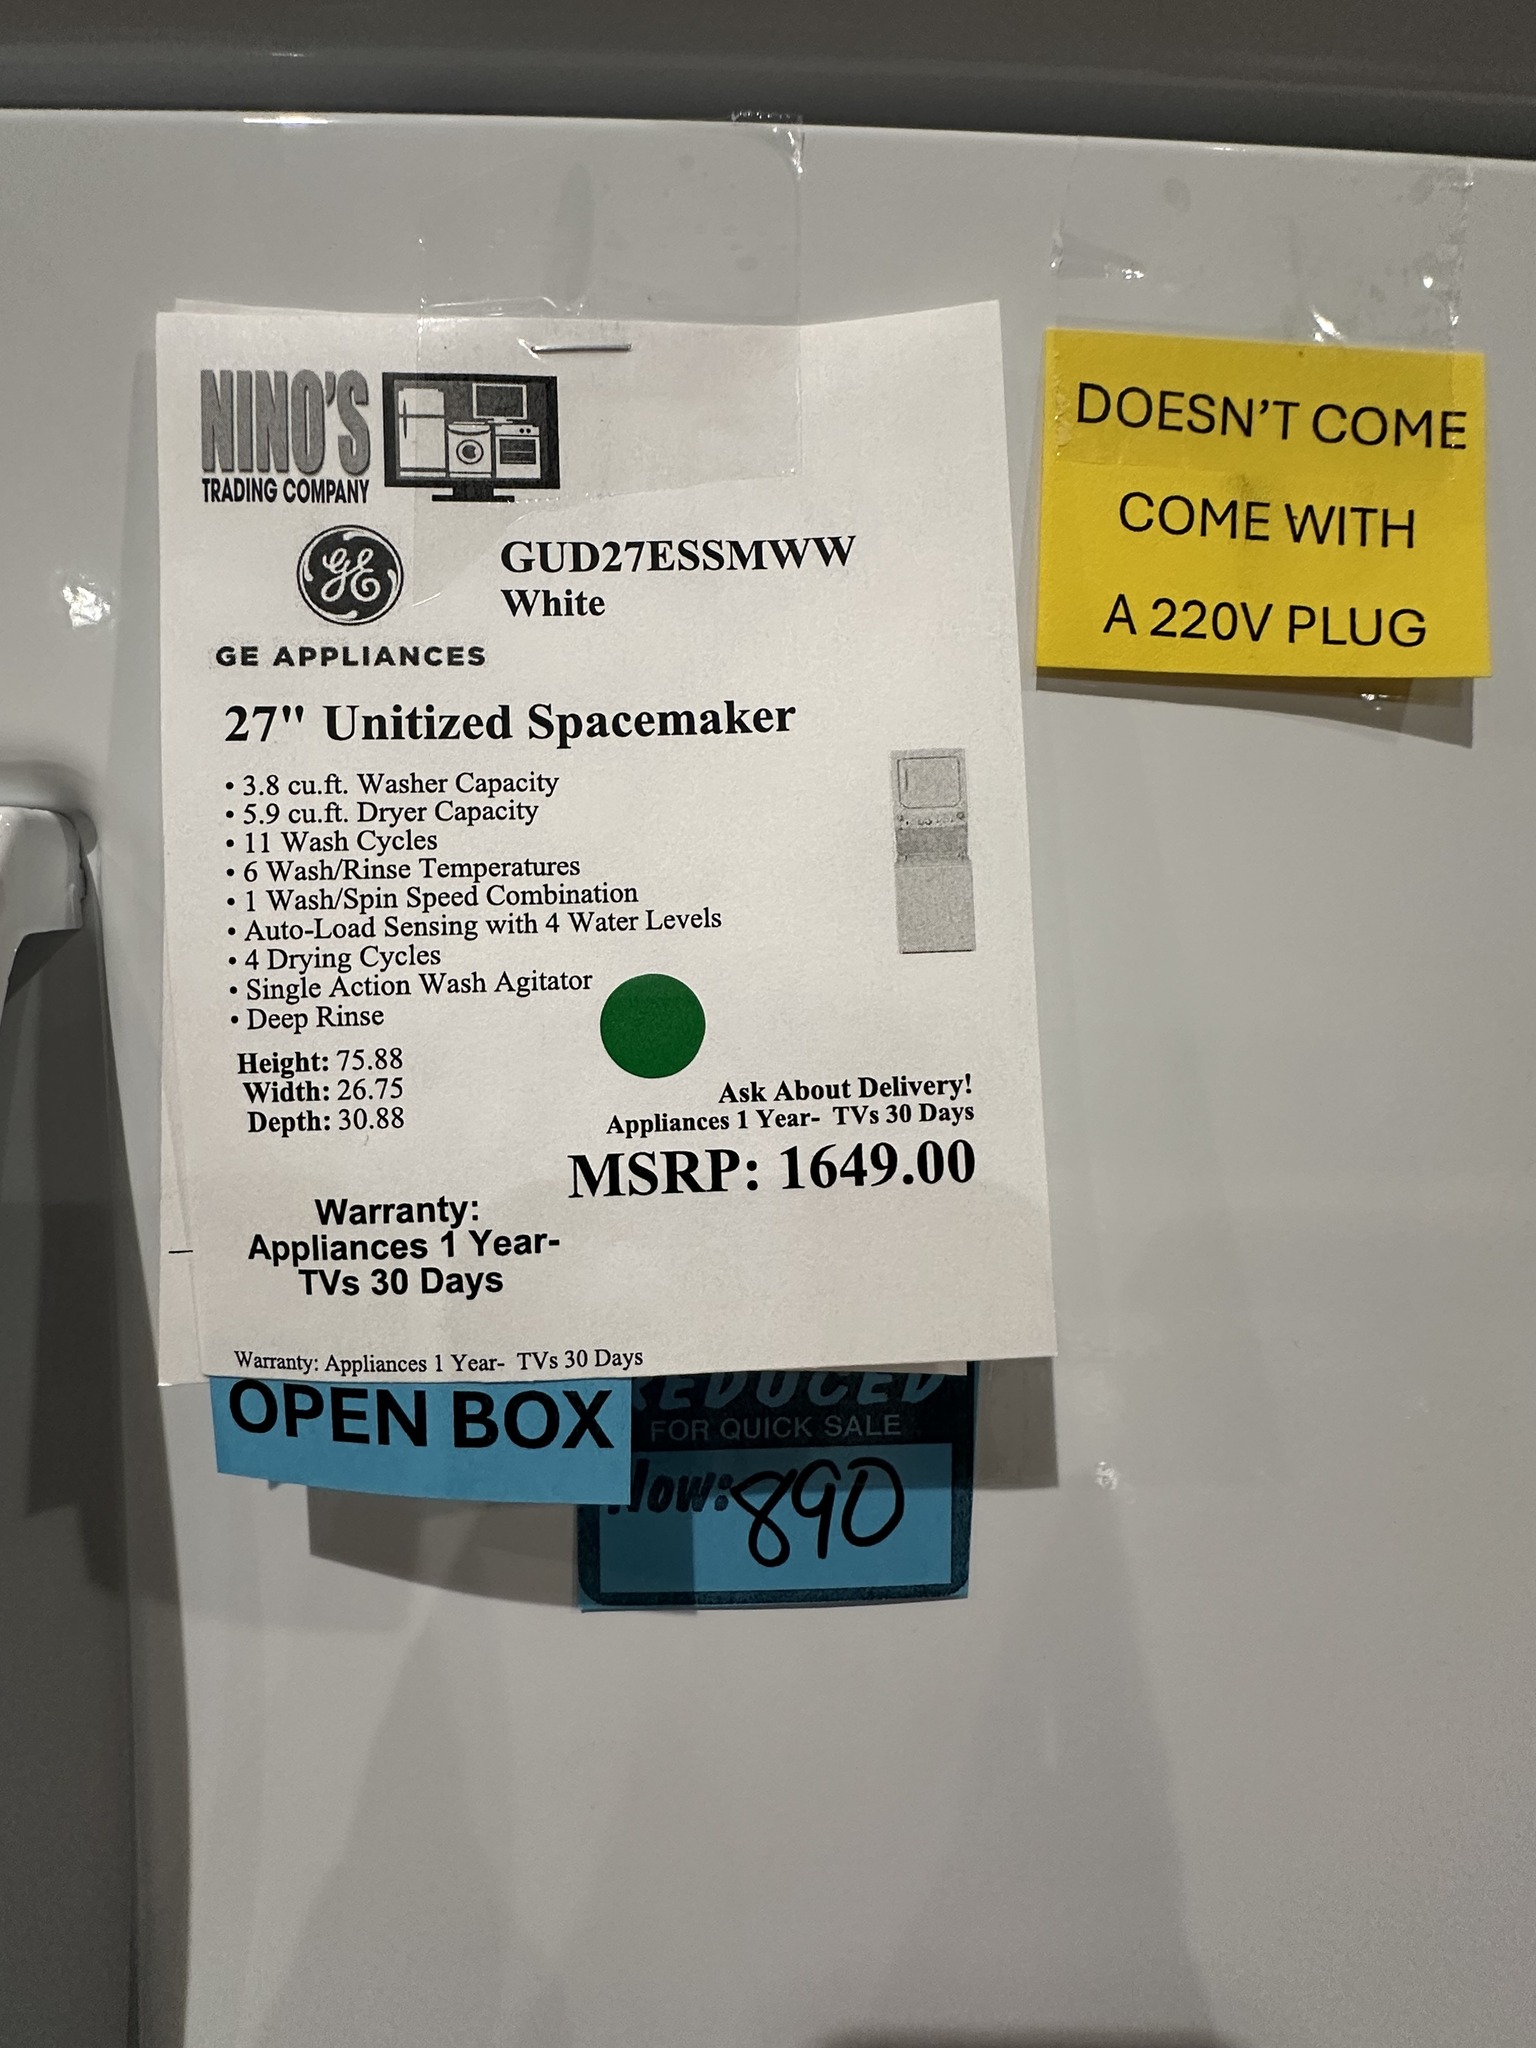 NINO'S
TRADING COMPANY
GE
GE APPLIANCES
GUD27ESSMWW
White
27" Unitized Spacemaker
• 3.8 cu.ft. Washer Capacity
• 5.9 cu.ft. Dryer Capacity
• 11 Wash Cycles
• 6 Wash/Rinse Temperatures
• 1 Wash/Spin Speed Combination
• Auto-Load Sensing with 4 Water Levels
• 4 Drying Cycles
• Single Action Wash Agitator
• Deep Rinse
Height: 75.88
Width: 26.75
Depth: 30.88
Ask About Delivery!
Appliances 1 Year- TVs 30 Days
MSRP: 1649.00
Warranty:
Appliances 1 Year-
TVs 30 Days
Warranty: Appliances 1 Year- TVs 30 Days
OPEN BOX
REDUCED
FOR QUICK SALE
Now: 890
DOESN'T COME
COME WITH
A 220V PLUG